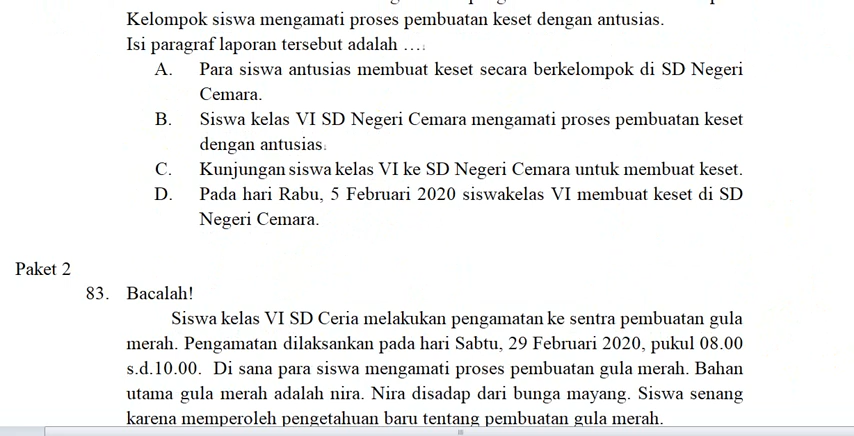 Kelompok siswa mengamati proses pembuatan keset dengan antusias.
Isi paragraf laporan tersebut adalah ....
A. Para siswa antusias membuat keset secara berkelompok di SD Negeri
Cemara.
B. Siswa kelas VI SD Negeri Cemara mengamati proses pembuatan keset
dengan antusias.
C. Kunjungan siswa kelas VI ke SD Negeri Cemara untuk membuat keset.
D. Pada hari Rabu, 5 Februari 2020 siswakelas VI membuat keset di SD
Negeri Cemara.
Paket 2
83. Bacalah!
Siswa kelas VI SD Ceria melakukan pengamatan ke sentra pembuatan gula
merah. Pengamatan dilaksankan pada hari Sabtu, 29 Februari 2020, pukul 08.00
s.d.10.00. Di sana para siswa mengamati proses pembuatan gula merah. Bahan
utama gula merah adalah nira. Nira disadap dari bunga mayang. Siswa senang
karena memperoleh pengetahuan baru tentang pembuatan gula merah.